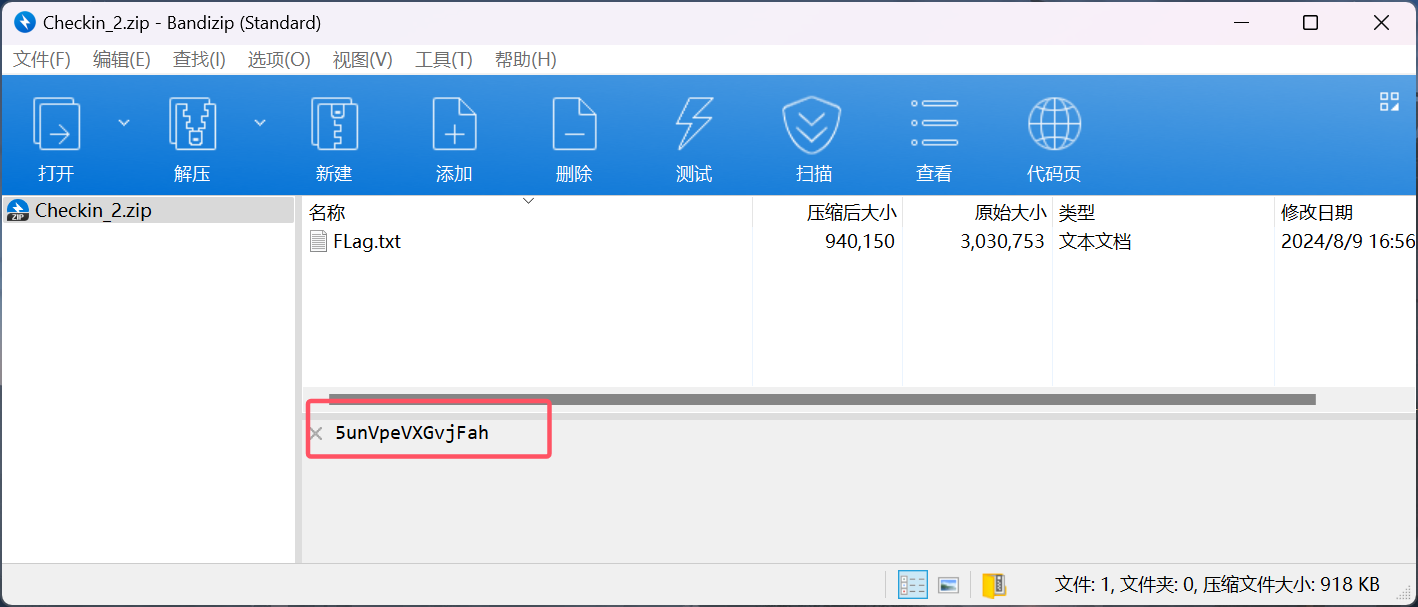 Checkin_2.zip - Bandizip (Standard)
文件(F) 编辑(E) 查找(I) 选项(O) 视图(V) 工具(T) 帮助(H)
打开 解压 新建 添加 删除 测试 扫描 查看 代码页
Checkin_2.zip
名称 压缩后大小 原始大小 类型 修改日期
FLag.txt 940,150 3,030,753 文本文档 2024/8/9 16:56
5unVpeVXGvjFah
文件: 1, 文件夹: 0, 压缩文件大小: 918 KB